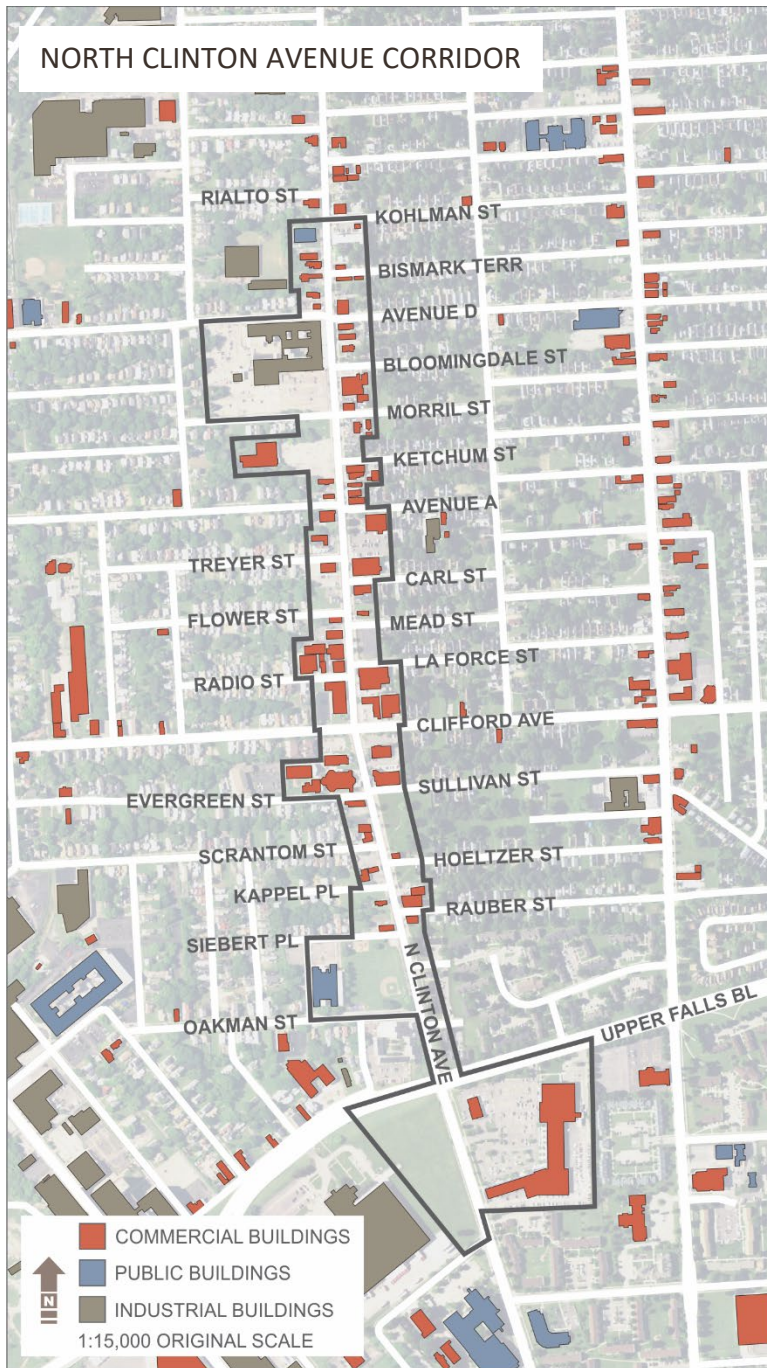 NORTH CLINTON AVENUE CORRIDOR
RIALTO ST
KOHLMAN ST
BISMARK TERR
AVENUE D
BLOOMINGDALE ST
MORRIL ST
KETCHUM ST
AVENUE A
TREYER ST
CARL ST
FLOWER ST
MEAD ST
LA FORCE ST
RADIO ST
CLIFFORD AVE
SULLIVAN ST
EVERGREEN ST
SCRANTOM ST
HOELTZER ST
KAPPEL PL
RAUBER ST
SIEBERT PL
N CLINTON AVE
OAKMAN ST
UPPER FALLS BL
COMMERCIAL BUILDINGS
PUBLIC BUILDINGS
N
INDUSTRIAL BUILDINGS
1:15,000 ORIGINAL SCALE